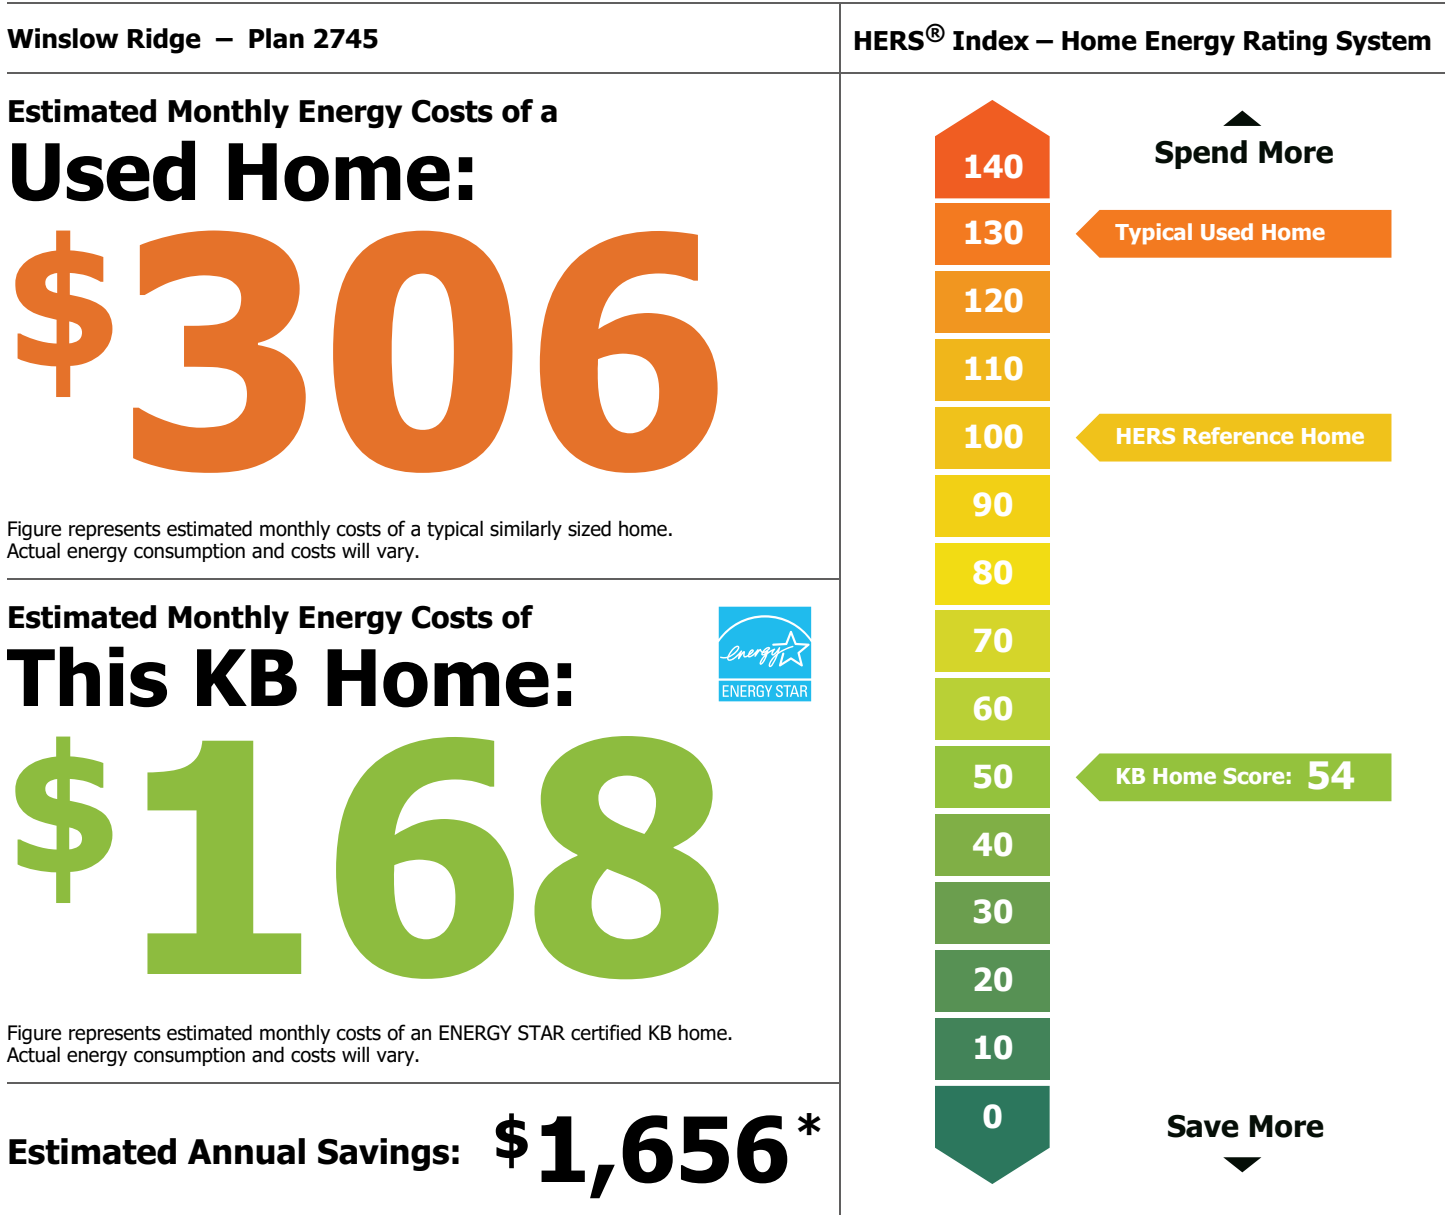 Winslow Ridge – Plan 2745
Estimated Monthly Energy Costs of a
Used Home:
$306
Figure represents estimated monthly costs of a typical similarly sized home.
Actual energy consumption and costs will vary.
Estimated Monthly Energy Costs of
This KB Home:
energy
ENERGY STAR
$168
Figure represents estimated monthly costs of an ENERGY STAR certified KB home.
Actual energy consumption and costs will vary.
Estimated Annual Savings: $1,656*
HERS® Index – Home Energy Rating System
Spend More
140
130 Typical Used Home
120
110
100 HERS Reference Home
90
80
70
60
50 KB Home Score: 54
40
30
20
10
0
Save More